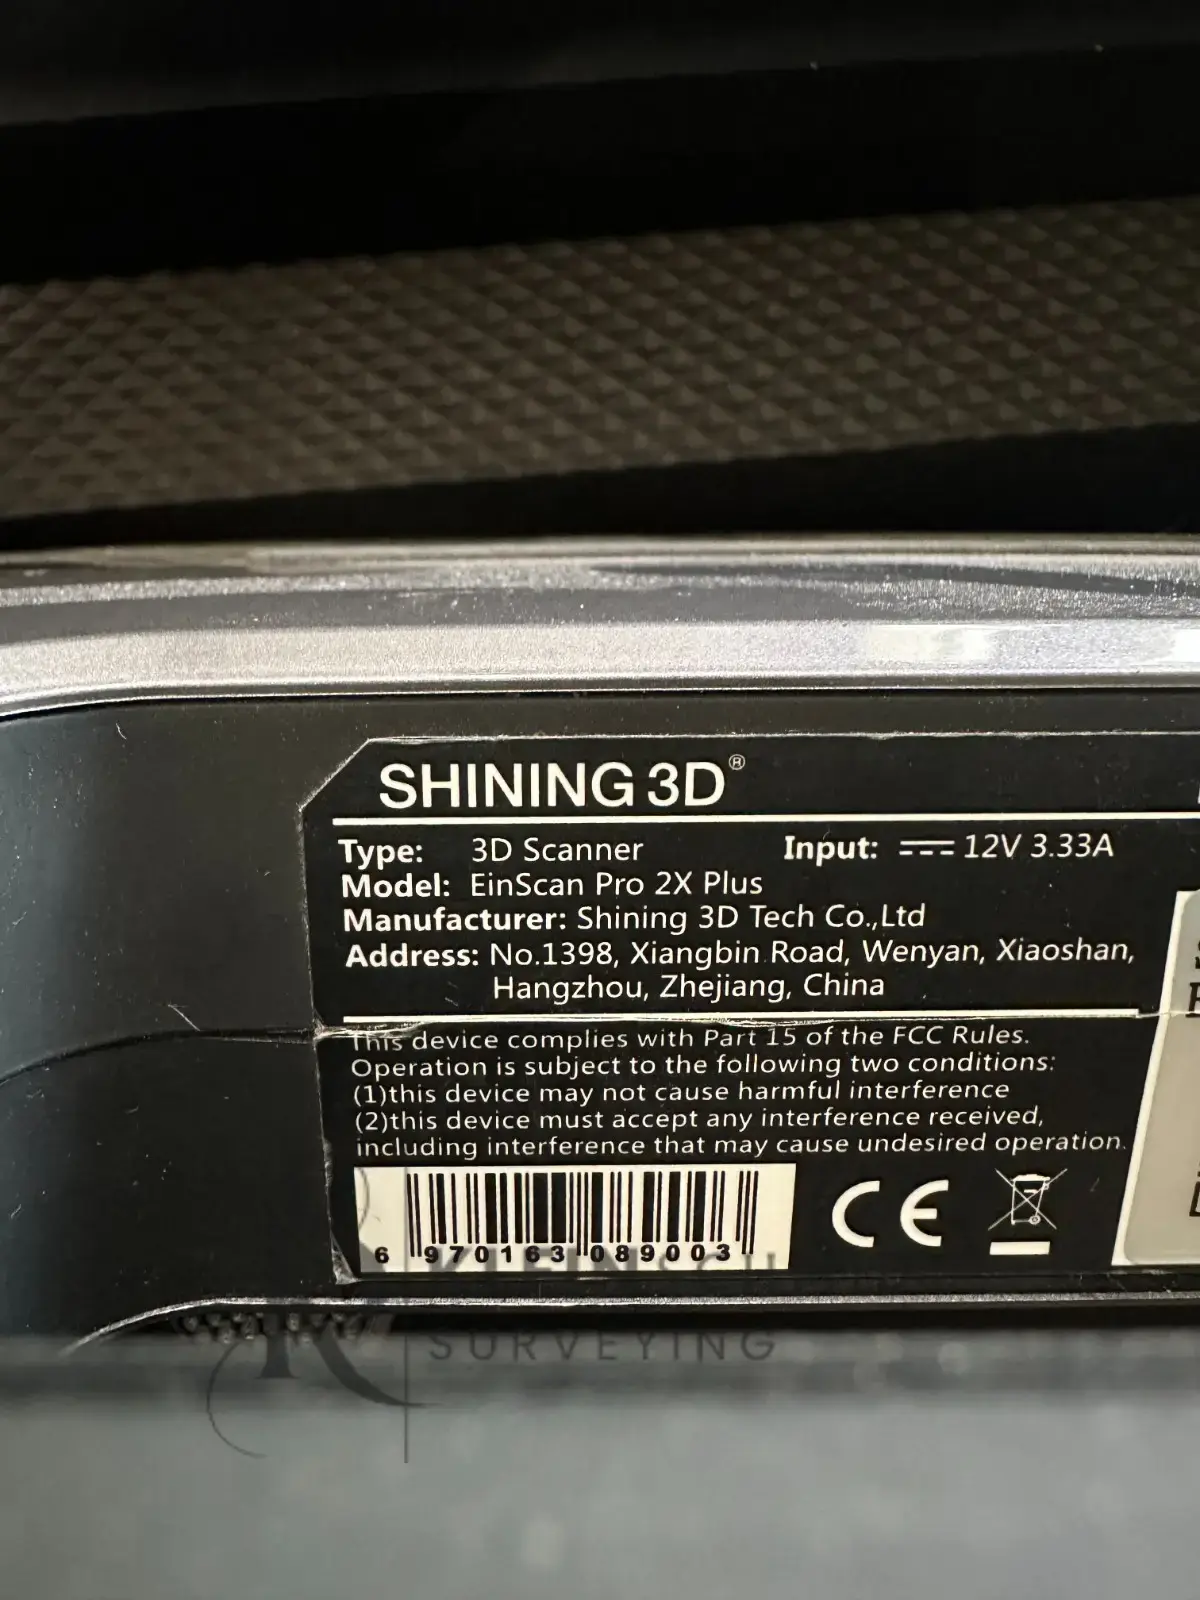 SHINING 3D®
Type: 3D Scanner Input: 12V 3.33A
Model: EinScan Pro 2X Plus
Manufacturer: Shining 3D Tech Co.,Ltd
Address: No.1398, Xiangbin Road, Wenyan, Xiaoshan,
Hangzhou, Zhejiang, China
This device complies with Part 15 of the FCC Rules.
Operation is subject to the following two conditions:
(1)this device may not cause harmful interference
(2)this device must accept any interference received,
including interference that may cause undesired operation.
6 970163 089003
CE
SURVEYING